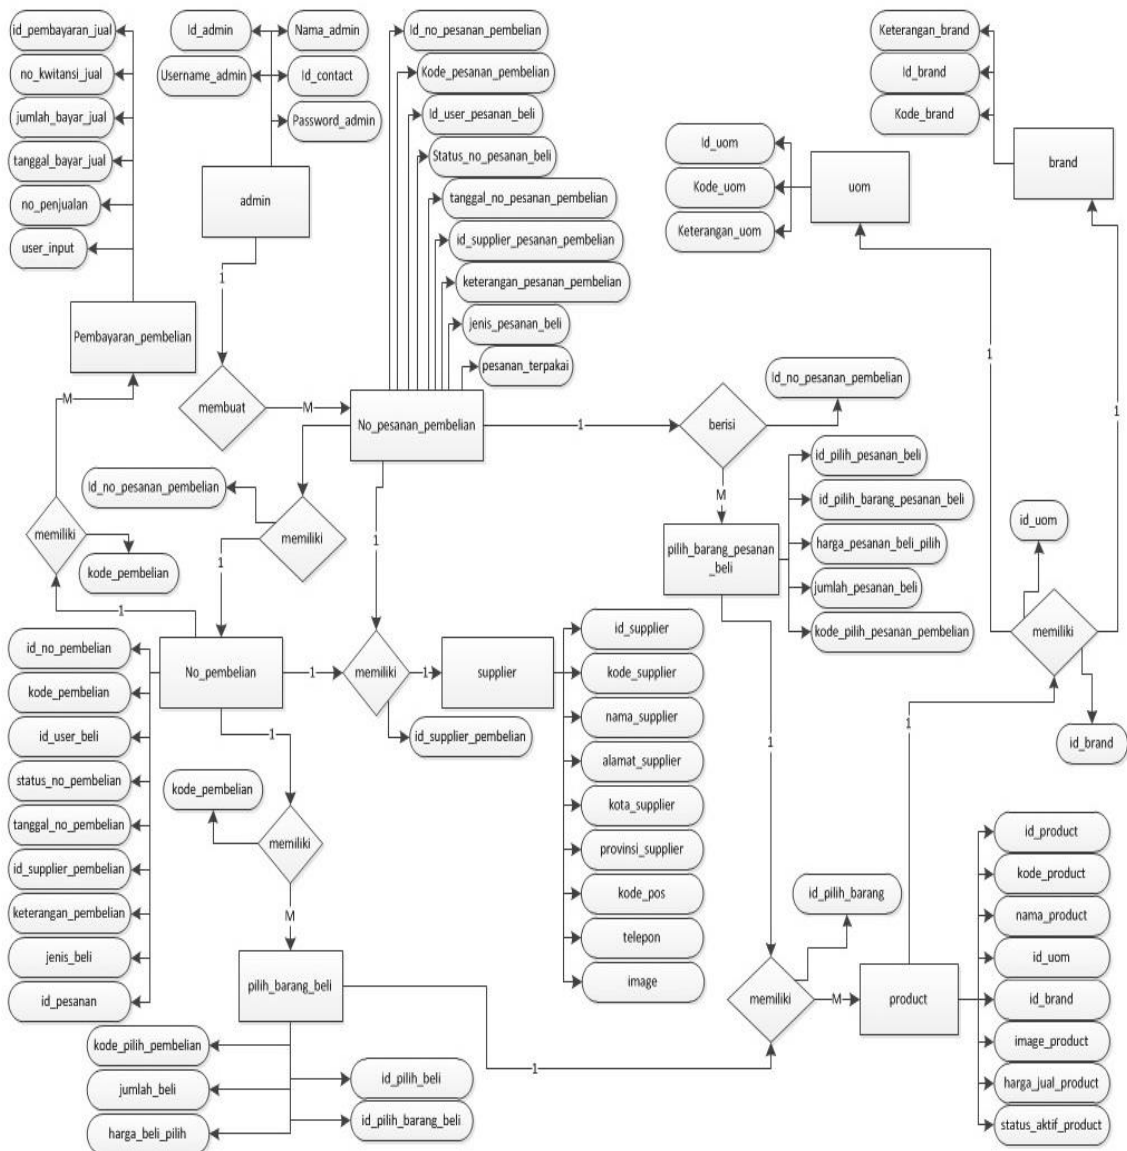 id_pembayaran_jual
no_kwitansi_jual
jumlah_bayar_jual
tanggal_bayar_jual
no_penjualan
user_input
Pembayaran_pembelian
Id_admin
Nama_admin
Username_admin
Id_contact
Password_admin
admin
1
membuat
M
Id_no_pesanan_pembelian
Kode_pesanan_pembelian
Id_user_pesanan_beli
Status_no_pesanan_beli
tanggal_no_pesanan_pembelian
id_supplier_pesanan_pembelian
keterangan_pesanan_pembelian
jenis_pesanan_beli
pesanan_terpakai
No_pesanan_pembelian
Keterangan_brand
Id_brand
Kode_brand
brand
Id_uom
Kode_uom
Keterangan_uom
uom
1
1
1
berisi
Id_no_pesanan_pembelian
M
pilih_barang_pesanan
_beli
id_pilih_pesanan_beli
id_pilih_barang_pesanan_beli
harga_pesanan_beli_pilih
jumlah_pesanan_beli
kode_pilih_pesanan_pembelian
id_uom
memiliki
id_brand
1
M
memiliki
kode_pembelian
1
Id_no_pesanan_pembelian
memiliki
1
1
No_pembelian
1
memiliki
1
supplier
id_supplier_pembelian
id_no_pembelian
kode_pembelian
id_user_beli
status_no_pembelian
tanggal_no_pembelian
id_supplier_pembelian
keterangan_pembelian
jenis_beli
id_pesanan
id_supplier
kode_supplier
nama_supplier
alamat_supplier
kota_supplier
provinsi_supplier
kode_pos
telepon
image
1
kode_pembelian
memiliki
M
pilih_barang_beli
kode_pilih_pembelian
jumlah_beli
harga_beli_pilih
id_pilih_beli
id_pilih_barang_beli
1
1
id_pilih_barang
memiliki
M
product
id_product
kode_product
nama_product
id_uom
id_brand
image_product
harga_jual_product
status_aktif_product